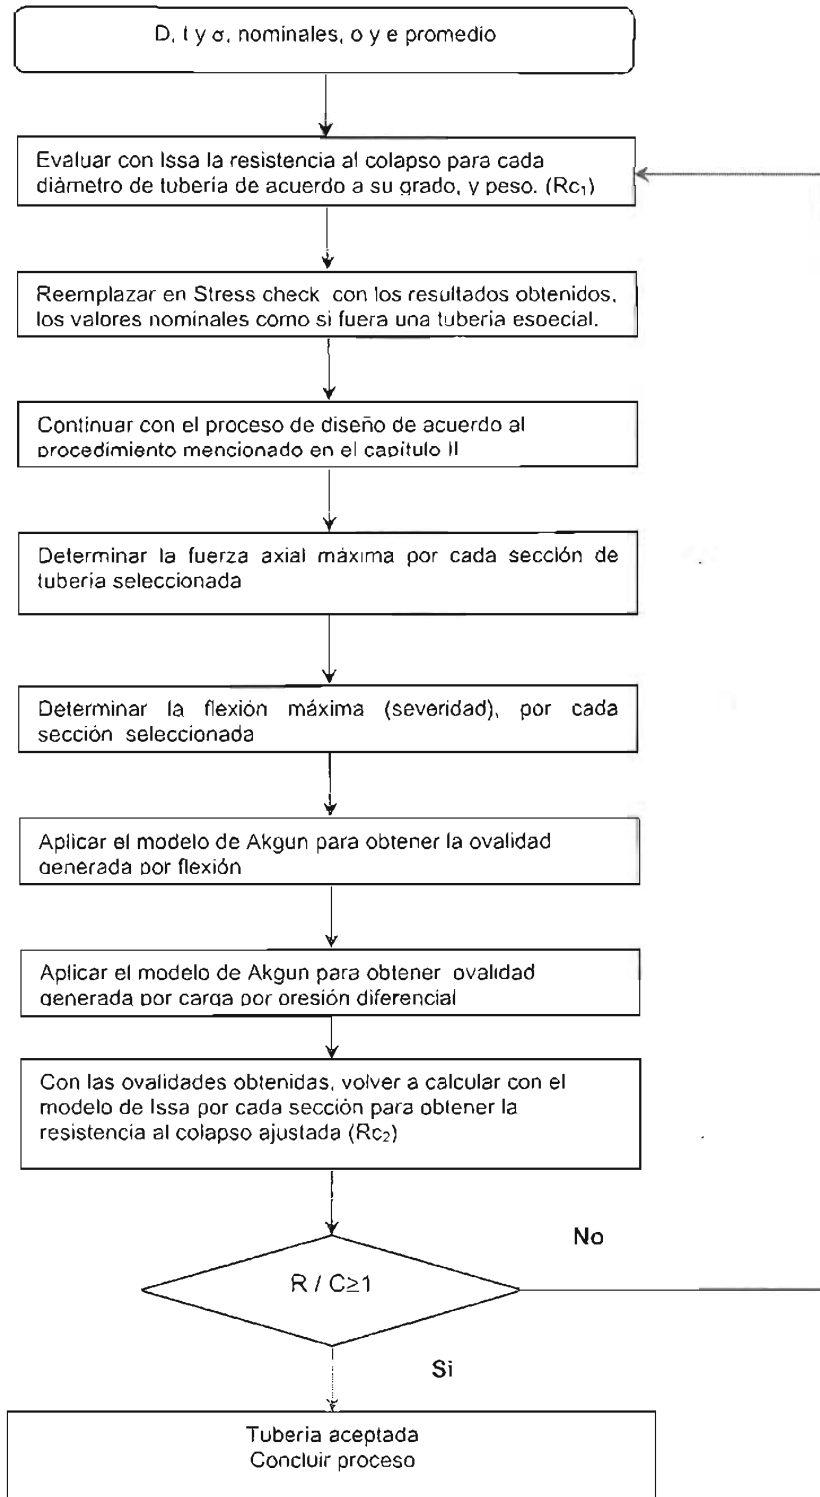 D, t y σ, nominales, o y e promedio
Evaluar con Issa la resistencia al colapso para cada
diámetro de tubería de acuerdo a su grado, y peso. (Rc₁)
Reemplazar en Stress check con los resultados obtenidos,
los valores nominales como si fuera una tubería especial.
Continuar con el proceso de diseño de acuerdo al
procedimiento mencionado en el capítulo II
Determinar la fuerza axial máxima por cada sección de
tubería seleccionada
Determinar la flexión máxima (severidad), por cada
sección seleccionada
Aplicar el modelo de Akgun para obtener la ovalidad
generada por flexión
Aplicar el modelo de Akgun para obtener ovalidad
generada por carga por presión diferencial
Con las ovalidades obtenidas, volver a calcular con el
modelo de Issa por cada sección para obtener la
resistencia al colapso ajustada (Rc₂)
No
R / C≥1
Si
Tubería aceptada
Concluir proceso